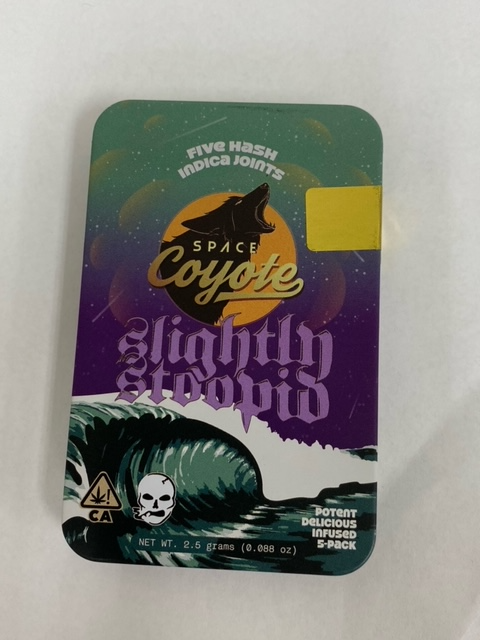 FIVE HASH
INDICA JOINTS
SPACE
Coyote
slightly
stoopid
CA
POTENT
DELICIOUS
INFUSED
5-PACK
NET WT. 2.5 grams (0.088 oz)